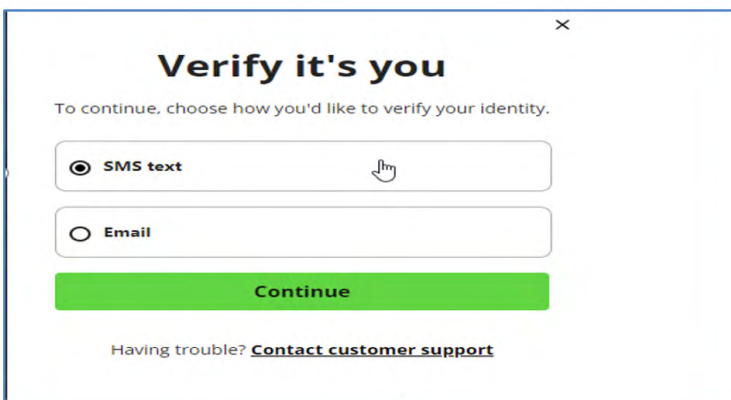 Verify it's you
To continue, choose how you'd like to verify your identity.
SMS text
Email
Continue
Having trouble? Contact customer support